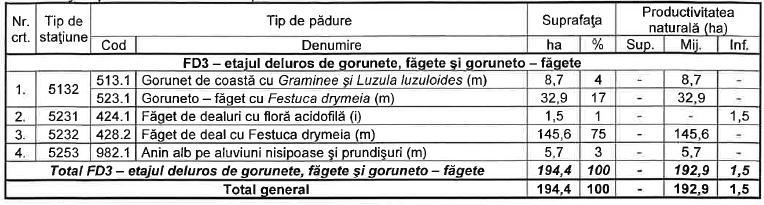 Nr. crt. Tip de staţiune Tip de pădure Suprafaţa Productivitatea naturală (ha)
Cod Denumire ha % Sup. Mij. Inf.
FD3 – etajul deluros de gorunete, făgete şi goruneto – făgete
1. 5132 513.1 Gorunet de coastă cu Graminee şi Luzula luzuloides (m) 8,7 4 - 8,7 -
523.1 Goruneto – făget cu Festuca drymeia (m) 32,9 17 - 32,9 -
2. 5231 424.1 Făget de dealuri cu floră acidofilă (i) 1,5 1 - - 1,5
3. 5232 428.2 Făget de deal cu Festuca drymeia (m) 145,6 75 - 145,6 -
4. 5253 982.1 Anin alb pe aluviuni nisipoase şi prundişuri (m) 5,7 3 - 5,7 -
Total FD3 – etajul deluros de gorunete, făgete şi goruneto – făgete 194,4 100 - 192,9 1,5
Total general 194,4 100 - 192,9 1,5